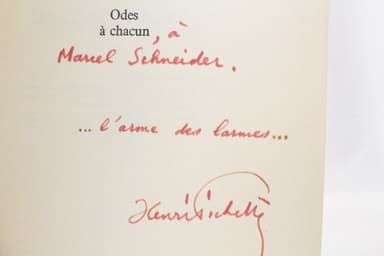 Odes
à chacun, à
Marcel Schneider.
... l'arme des larmes...
Henri Pichette